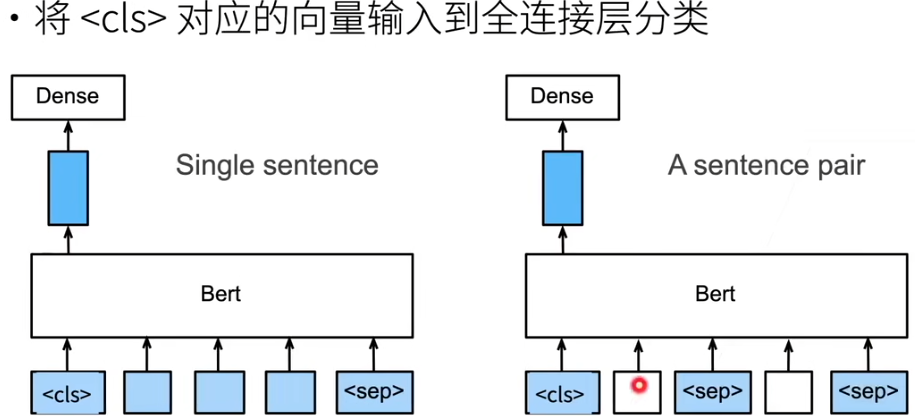 • 将 <cls> 对应的向量输入到全连接层分类
Dense
Dense
Single sentence
A sentence pair
Bert
Bert
<cls> <sep>
<cls> <sep> <sep>